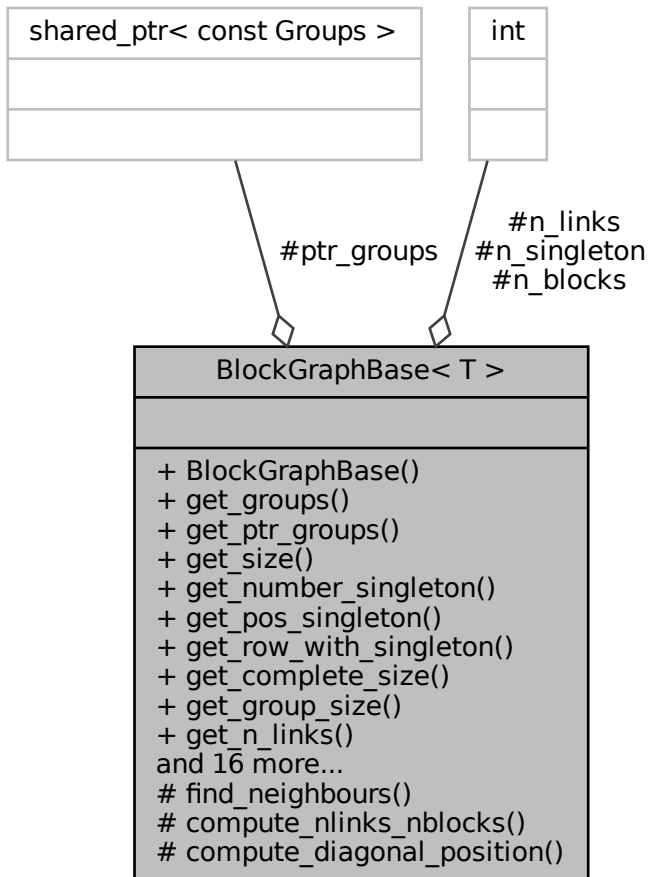 shared_ptr< const Groups >
int
#ptr_groups
#n_links
#n_singleton
#n_blocks
BlockGraphBase< T >
+ BlockGraphBase()
+ get_groups()
+ get_ptr_groups()
+ get_size()
+ get_number_singleton()
+ get_pos_singleton()
+ get_row_with_singleton()
+ get_complete_size()
+ get_group_size()
+ get_n_links()
and 16 more...
# find_neighbours()
# compute_nlinks_nblocks()
# compute_diagonal_position()